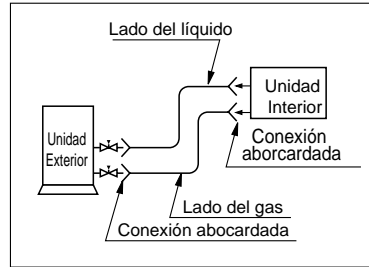 Lado del líquido
Unidad
Interior
Unidad
Exterior
Conexión
aborcardada
Lado del gas
Conexión abocardada